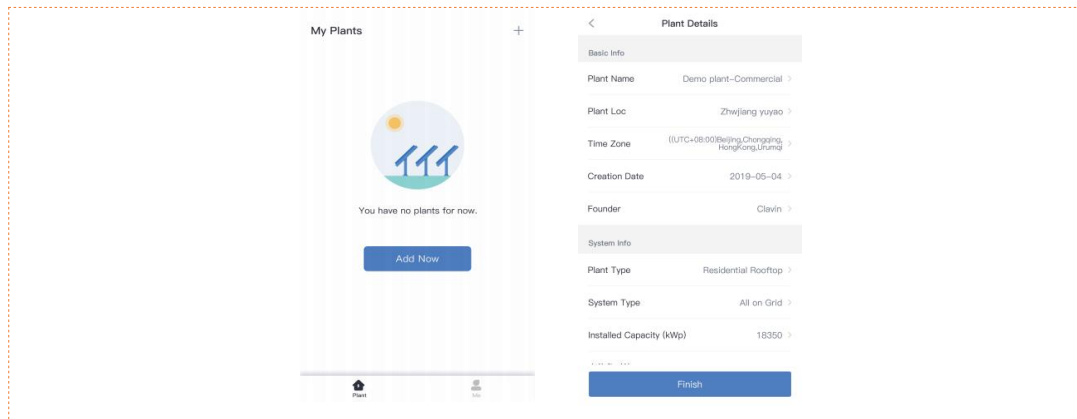 My Plants
+
You have no plants for now.
Add Now
Plant
Plant Details
Basic Info
Plant Name Demo plant-Commercial
Plant Loc Zhwjiang yuyao
Time Zone ((UTC+08:00)Beijing,Chongqing,
HongKong,Urumqi
Creation Date 2019-05-04
Founder Clavin
System Info
Plant Type Residential Rooftop
System Type All on Grid
Installed Capacity (kWp) 18350
Finish